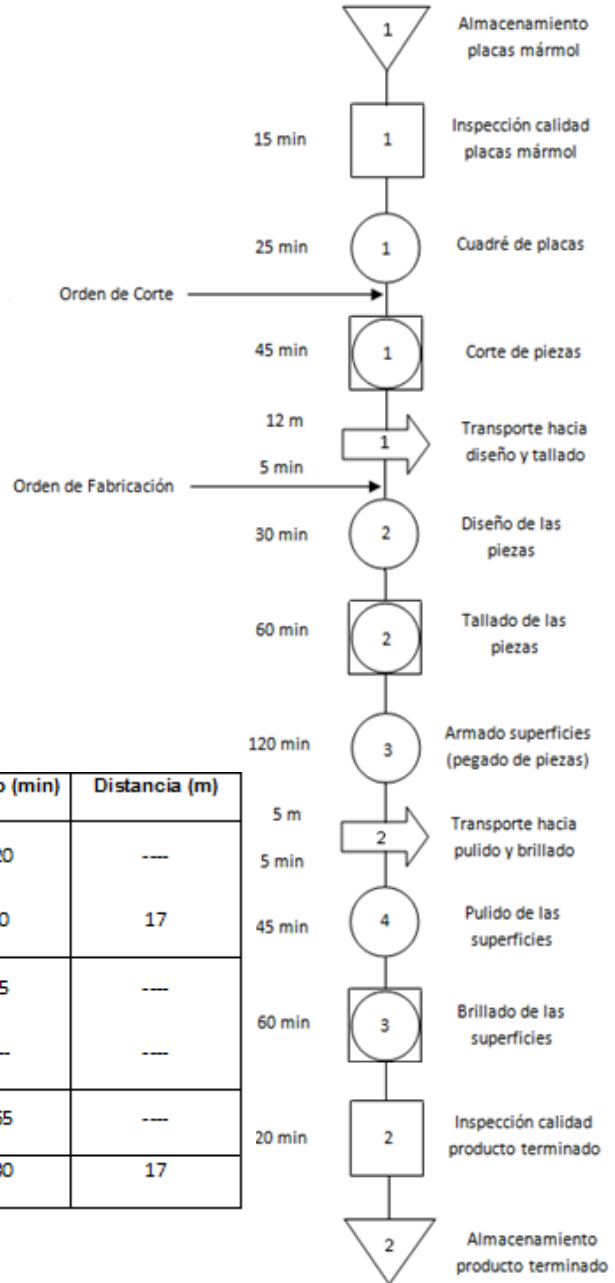 1
Almacenamiento
placas mármol
15 min
1
Inspección calidad
placas mármol
25 min
1
Cuadré de placas
Orden de Corte
45 min
1
Corte de piezas
12 m
1
5 min
Transporte hacia
diseño y tallado
Orden de Fabricación
30 min
2
Diseño de las
piezas
60 min
2
Tallado de las
piezas
120 min
3
Armado superficies
(pegado de piezas)
5 m
2
5 min
Transporte hacia
pulido y brillado
45 min
4
Pulido de las
superficies
60 min
3
Brillado de las
superficies
20 min
2
Inspección calidad
producto terminado
2
Almacenamiento
producto terminado
(min) Distancia (m)
----
17
----
----
----
17